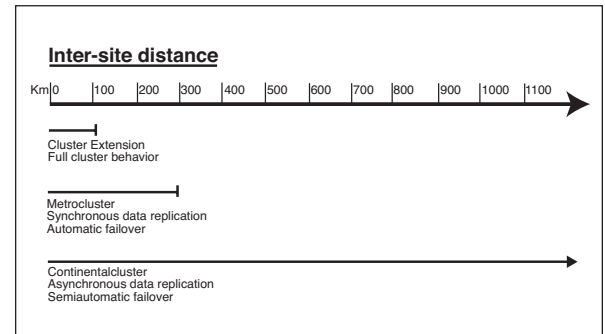 Inter-site distance
Km 0 100 200 300 400 500 600 700 800 900 1000 1100
Cluster Extension
Full cluster behavior
Metrocluster
Synchronous data replication
Automatic failover
Continentalcluster
Asynchronous data replication
Semiautomatic failover